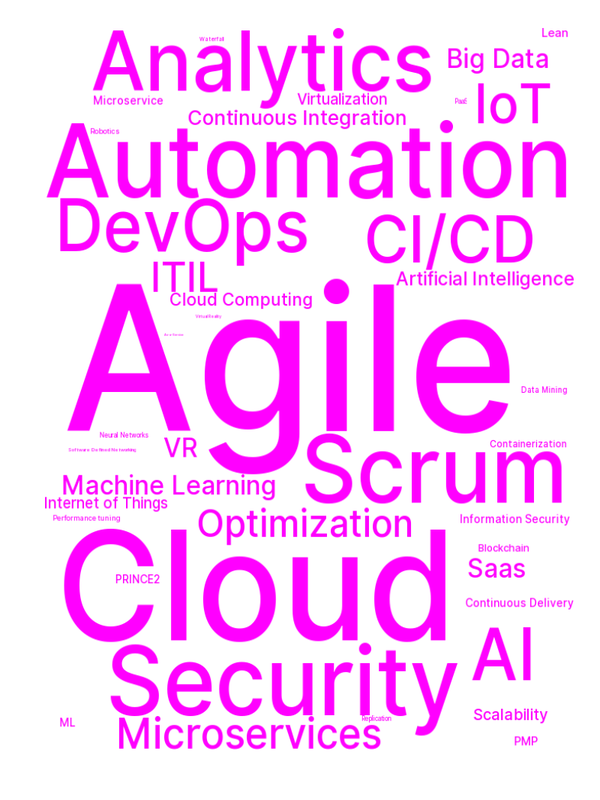 Lean
Waterfall
Analytics
Big Data
Microservice
Virtualization
PaaS
IoT
Continuous Integration
Robotics
Automation
DevOps
CI/CD
ITIL
Artificial Intelligence
Cloud Computing
Virtual Reality
Agile
Data Mining
Neural Networks
VR
Containerization
Software-Defined Networking
Scrum
Machine Learning
Internet of Things
Optimization
Performance tuning
Information Security
Cloud
Blockchain
Saas
PRINCE2
Continuous Delivery
AI
Security
Scalability
Replication
ML
Microservices
PMP